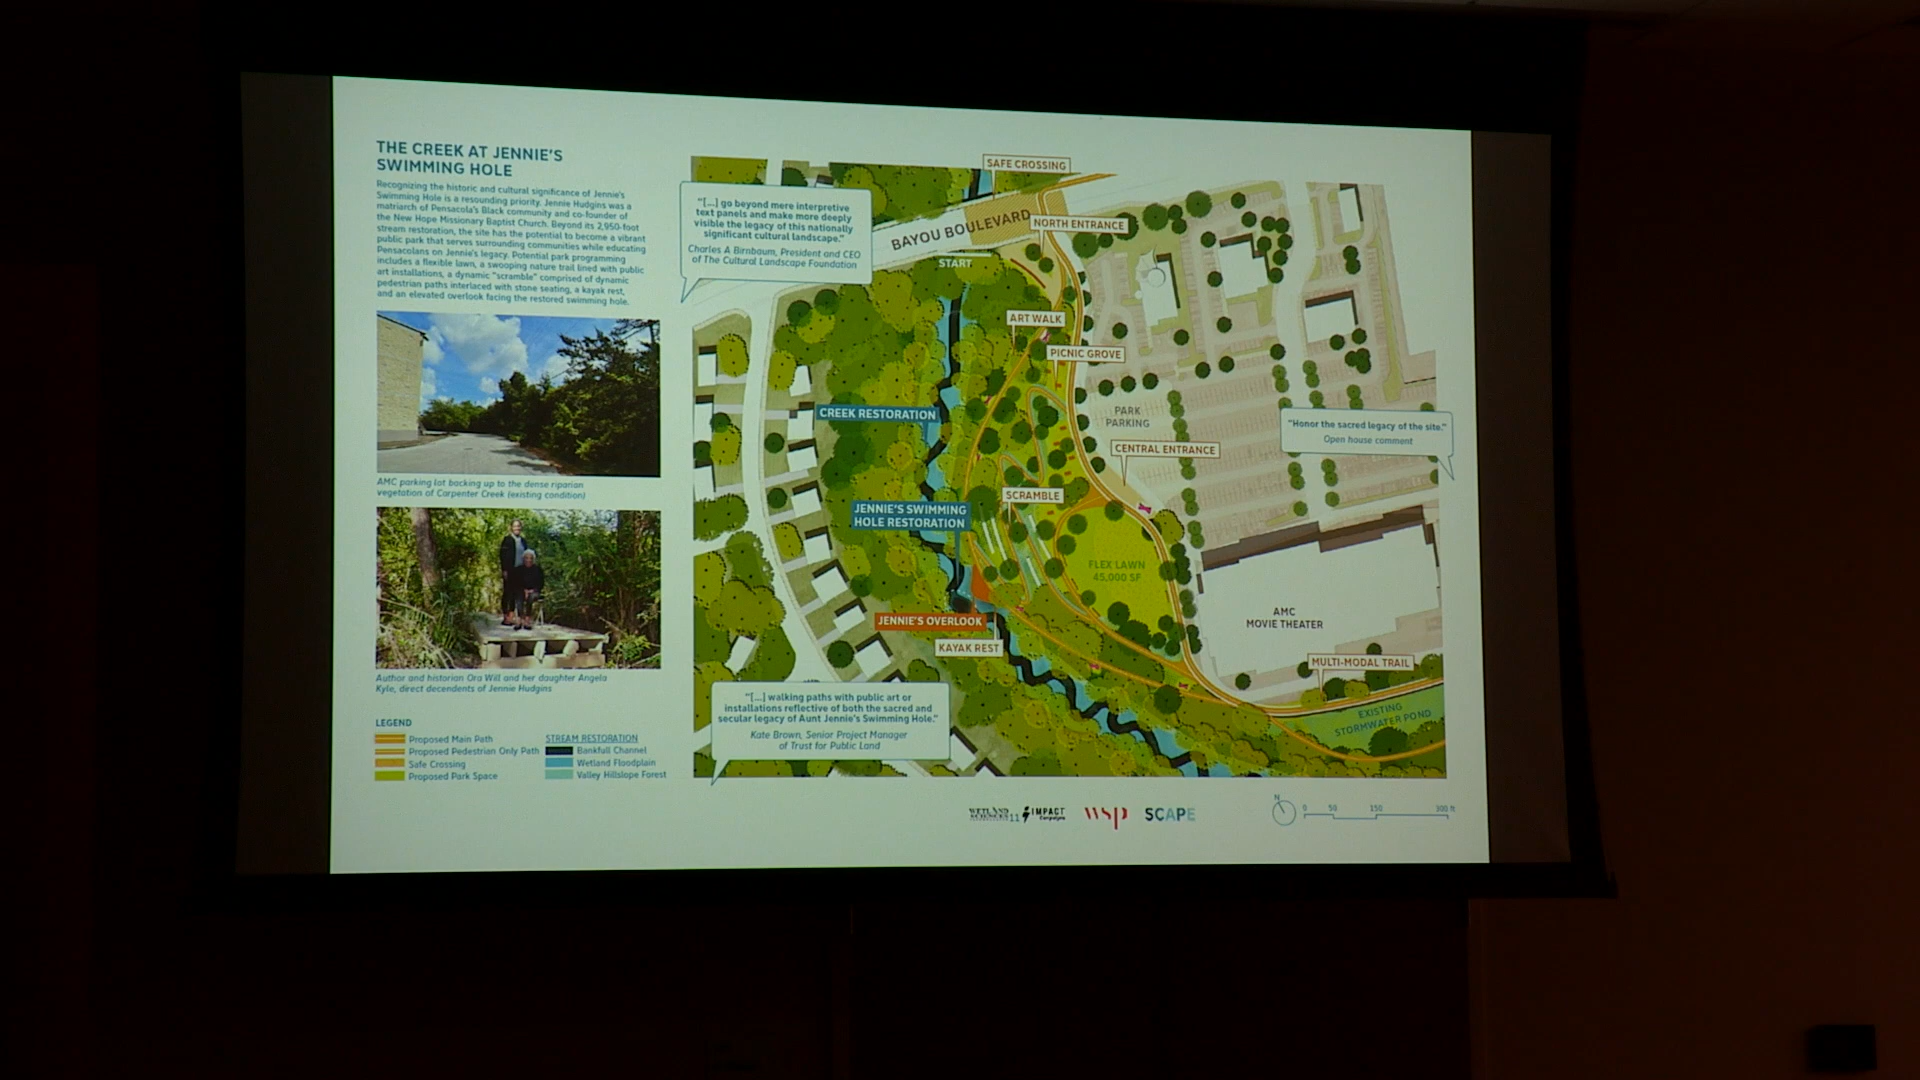 THE CREEK AT JENNIE'S
SWIMMING HOLE
Recognizing the historic and cultural significance of Jennie's
Swimming Hole is a resounding priority. Jennie Hudgins was a
matriarch of Pensacola's Black community and co-founder of
the New Hope Missionary Baptist Church. Beyond its 2,950-foot
stream restoration, the site has the potential to become a vibrant
public park that serves surrounding communities while educating
Pensacolans on Jennie's legacy. Potential park programming
includes a flexible lawn, a swooping nature trail lined with public
art installations, a dynamic "scramble" comprised of dynamic
pedestrian paths interlaced with stone seating, a kayak rest,
and an elevated overlook facing the restored swimming hole.
AMC parking lot backing up to the dense riparian
vegetation of Carpenter Creek (existing condition)
Author and historian Ora Will and her daughter Angela
Kyle, direct decendents of Jennie Hudgins
LEGEND
Proposed Main Path
Proposed Pedestrian Only Path
Safe Crossing
Proposed Park Space
STREAM RESTORATION
Bankfull Channel
Wetland Floodplain
Valley Hillslope Forest
"[...] go beyond mere interpretive
text panels and make more deeply
visible the legacy of this nationally
significant cultural landscape."
Charles A Birnbaum, President and CEO
of The Cultural Landscape Foundation
SAFE CROSSING
BAYOU BOULEVARD
NORTH ENTRANCE
START
ART WALK
PICNIC GROVE
CREEK RESTORATION
PARK
PARKING
"Honor the sacred legacy of the site."
Open house comment
CENTRAL ENTRANCE
SCRAMBLE
JENNIE'S SWIMMING
HOLE RESTORATION
FLEX LAWN
45,000 SF
AMC
MOVIE THEATER
JENNIE'S OVERLOOK
KAYAK REST
MULTI-MODAL TRAIL
EXISTING
STORMWATER POND
"[...] walking paths with public art or
installations reflective of both the sacred and
secular legacy of Aunt Jennie's Swimming Hole."
Kate Brown, Senior Project Manager
of Trust for Public Land
WETLAND
SCIENCES
11
IMPACT
Campaigns
wsp
SCAPE
N
0 50 150 300 ft